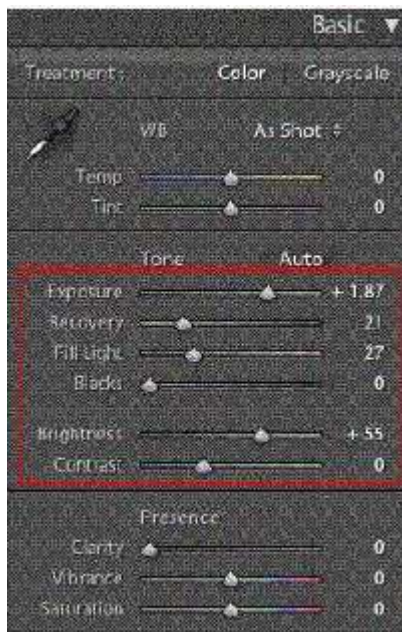 Basic ▼
Treatment: Color Grayscale
WB As Shot
Temp 0
Tint 0
Tone Auto
Exposure + 1.87
Recovery 21
Fill Light 27
Blacks 0
Brightness + 55
Contrast 0
Presence
Clarity 0
Vibrance 0
Saturation 0